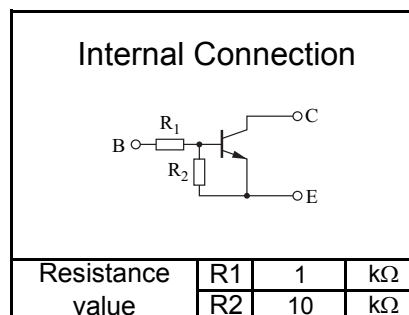 Internal Connection
C
R1
B
R2
E
Resistance value R1 1 kΩ
R2 10 kΩ